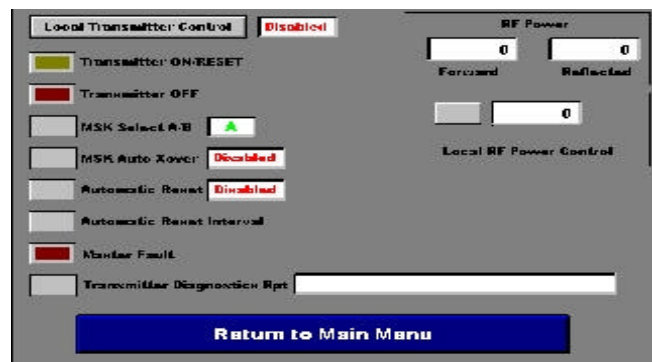 Local Transmitter Control Disabled
RF Power
0 0
Forward Reflected
Transmitter ON-RESET
Transmitter OFF
0
MSK Select A-B A
Local RF Power Control
MSK Auto Xover Disabled
Automatic Reset Disabled
Automatic Reset Interval
Master Fault
Transmitter Diagnostics Rpt
Return to Main Menu